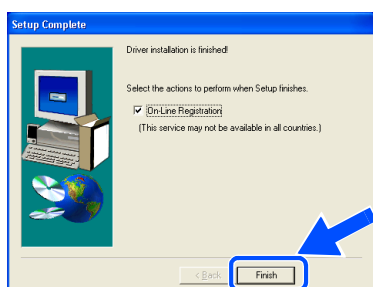 Setup Complete
Driver installation is finished!
Select the actions to perform when Setup finishes.
On-Line Registration
(This service may not be available in all countries.)
< Back
Finish